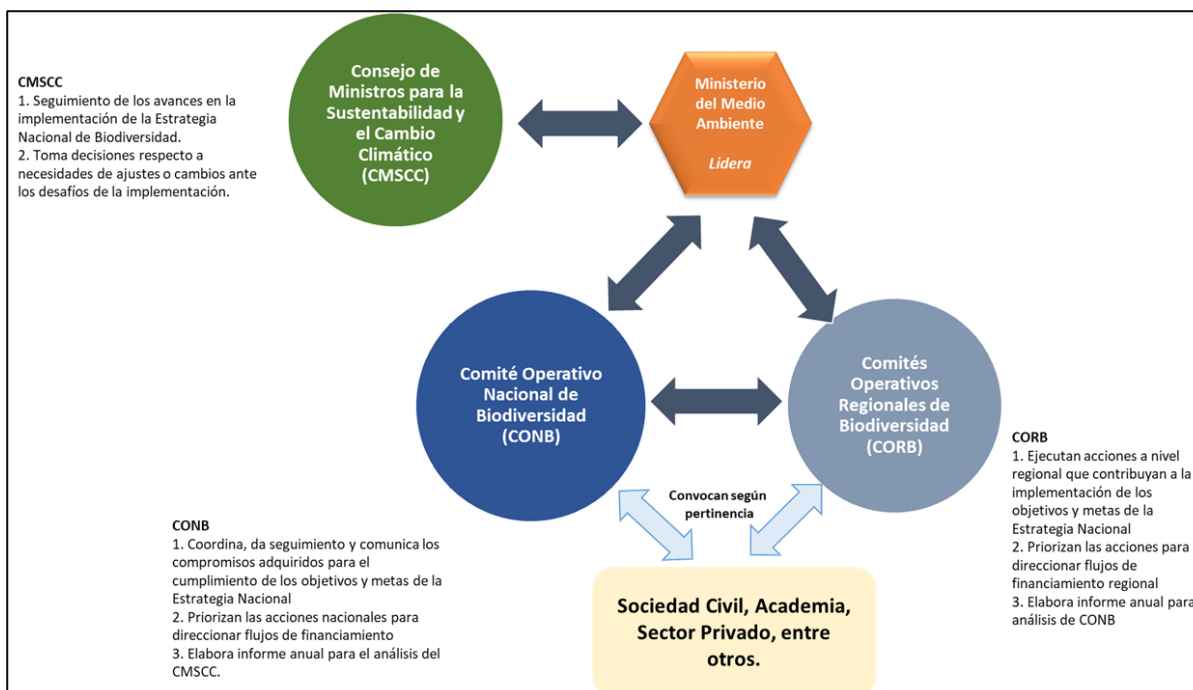 CMSCC
1. Seguimiento de los avances en la
implementación de la Estrategia
Nacional de Biodiversidad.
2. Toma decisiones respecto a
necesidades de ajustes o cambios ante
los desafíos de la implementación.
Consejo de
Ministros para la
Sustentabilidad y
el Cambio
Climático
(CMSCC)
Ministerio
del Medio
Ambiente
Lidera
Comité Operativo
Nacional de
Biodiversidad
(CONB)
Comités
Operativos
Regionales de
Biodiversidad
(CORB)
CORB
1. Ejecutan acciones a nivel
regional que contribuyan a la
implementación de los
objetivos y metas de la
Estrategia Nacional
2. Priorizan las acciones para
direccionar flujos de
financiamiento regional
3. Elabora informe anual para
análisis de CONB
Convocan según
pertinencia
CONB
1. Coordina, da seguimiento y comunica los
compromisos adquiridos para el
cumplimiento de los objetivos y metas de la
Estrategia Nacional
2. Priorizan las acciones nacionales para
direccionar flujos de financiamiento
3. Elabora informe anual para el análisis del
CMSCC.
Sociedad Civil, Academia,
Sector Privado, entre
otros.